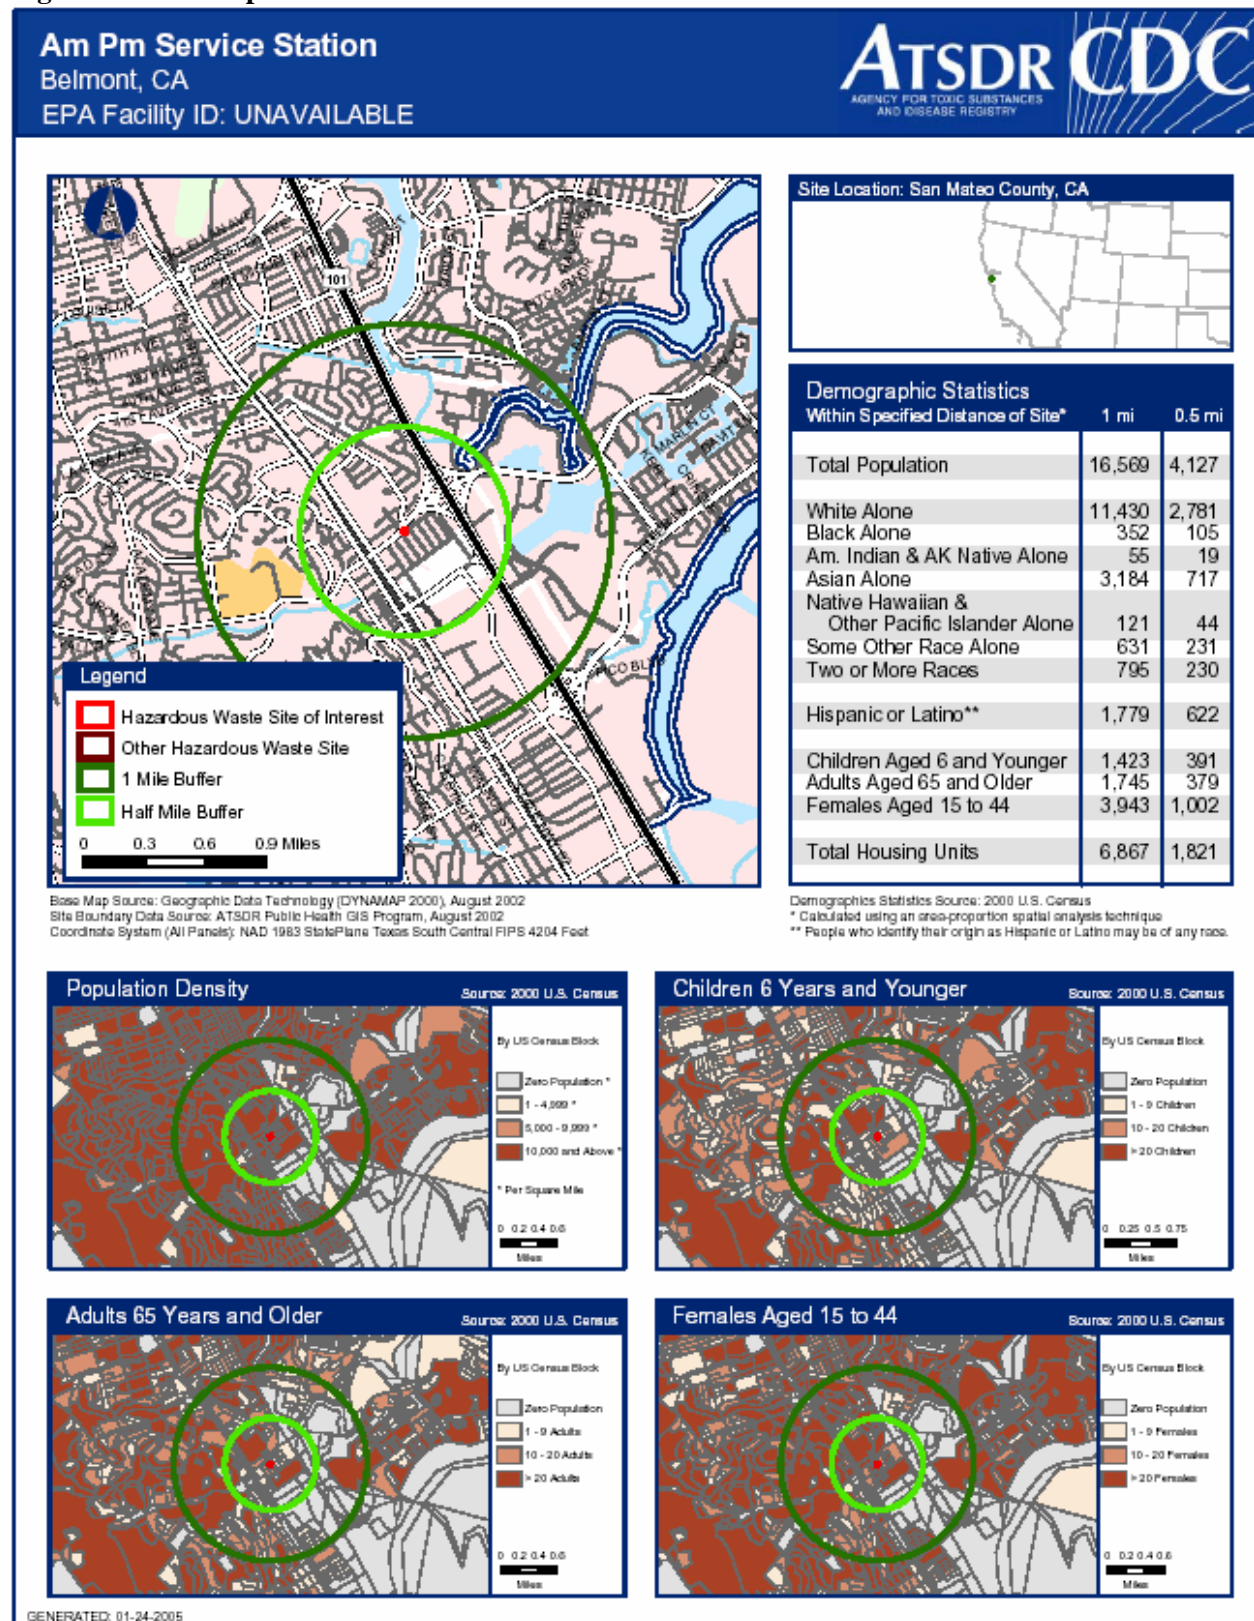 Am Pm Service Station
Belmont, CA
EPA Facility ID: UNAVAILABLE
ATSDR CDC
AGENCY FOR TOXIC SUBSTANCES
AND DISEASE REGISTRY
101
MARLIN CT
PICO BLVD
Legend
Hazardous Waste Site of Interest
Other Hazardous Waste Site
1 Mile Buffer
Half Mile Buffer
0 0.3 0.6 0.9 Miles
Base Map Source: Geographic Data Technology (DYNAMAP 2000), August 2002
Site Boundary Data Source: ATSDR Public Health GIS Program, August 2002
Coordinate System (All Panels): NAD 1983 StatePlane Texas South Central FIPS 4204 Feet
Site Location: San Mateo County, CA
Demographic Statistics
Within Specified Distance of Site* 1 mi 0.5 mi
Total Population 16,569 4,127
White Alone 11,430 2,781
Black Alone 352 105
Am. Indian & AK Native Alone 55 19
Asian Alone 3,184 717
Native Hawaiian &
Other Pacific Islander Alone 121 44
Some Other Race Alone 631 231
Two or More Races 795 230
Hispanic or Latino** 1,779 622
Children Aged 6 and Younger 1,423 391
Adults Aged 65 and Older 1,745 379
Females Aged 15 to 44 3,943 1,002
Total Housing Units 6,867 1,821
Demographics Statistics Source: 2000 U.S. Census
* Calculated using an area-proportion spatial analysis technique
** People who identify their origin as Hispanic or Latino may be of any race.
Population Density Source: 2000 U.S. Census
By US Census Block
Zero Population *
1 - 4,999 *
5,000 - 9,999 *
10,000 and Above *
* Per Square Mile
0 0.2 0.4 0.6
Miles
Children 6 Years and Younger Source: 2000 U.S. Census
By US Census Block
Zero Population
1 - 9 Children
10 - 20 Children
> 20 Children
0 0.25 0.5 0.75
Miles
Adults 65 Years and Older Source: 2000 U.S. Census
By US Census Block
Zero Population
1 - 9 Adults
10 - 20 Adults
> 20 Adults
0 0.2 0.4 0.6
Miles
Females Aged 15 to 44 Source: 2000 U.S. Census
By US Census Block
Zero Population
1 - 9 Females
10 - 20 Females
> 20 Females
0 0.2 0.4 0.6
Miles
GENERATED: 01-24-2005